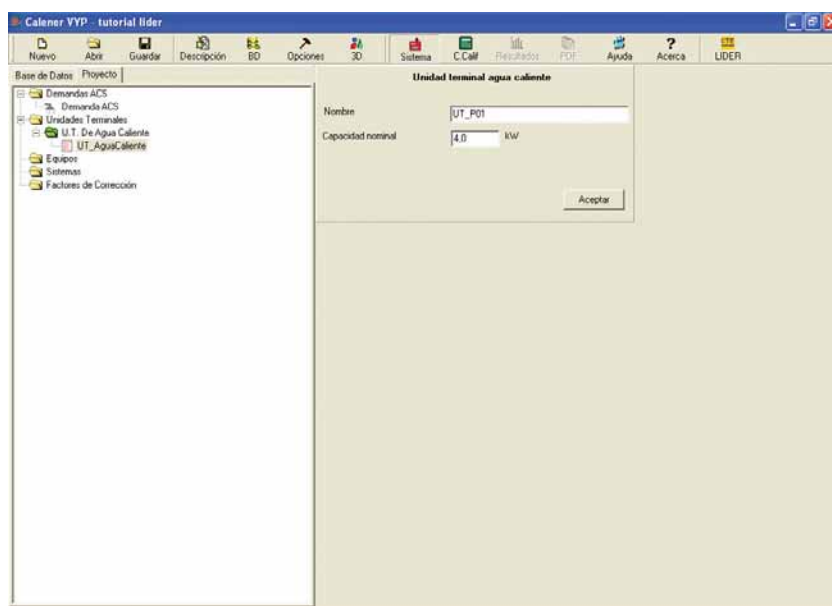 Calener VYP - tutorial lider
Nuevo Abrir Guardar Descripción BD Opciones 3D Sistema C.Calif Resultados PDF Ayuda ? Acerca LIDER
Base de Datos Proyecto
Unidad terminal agua caliente
Demandas ACS
Demanda ACS
Unidades Terminales
U.T. De Agua Caliente
UT_AguaCaliente
Equipos
Sistemas
Factores de Corrección
Nombre UT_P01
Capacidad nominal 4,0 kW
Aceptar